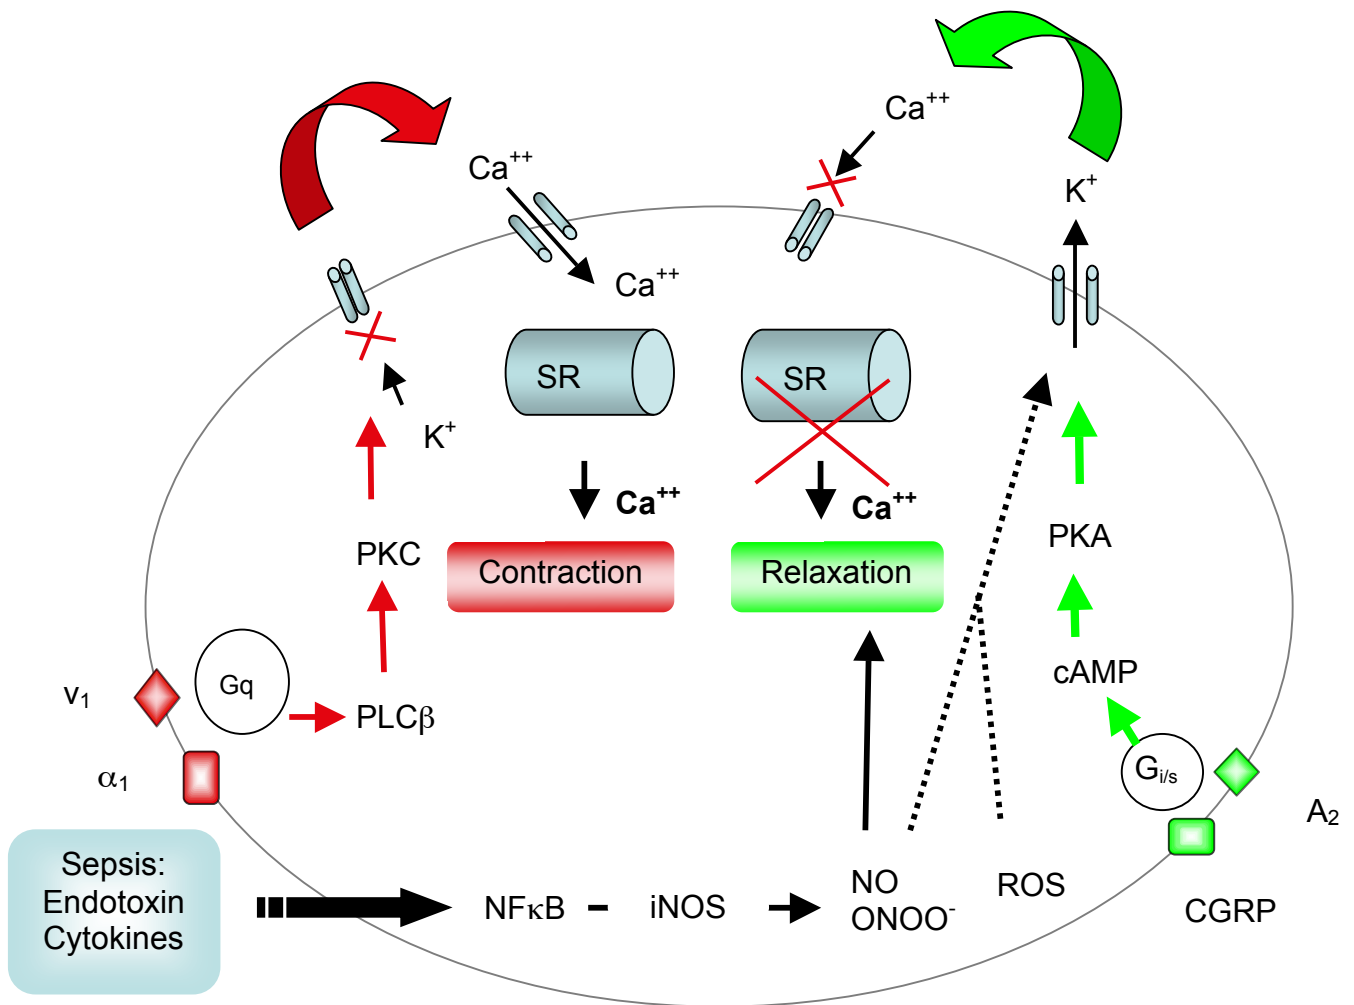 Ca⁺⁺
Ca⁺⁺
K⁺
Ca⁺⁺
SR
SR
K⁺
Ca⁺⁺
Ca⁺⁺
PKC
Contraction
Relaxation
PKA
cAMP
Gq
v₁
PLCβ
α₁
Gi/s
A₂
Sepsis:
Endotoxin
Cytokines
NFκB
iNOS
NO
ONOO⁻
ROS
CGRP